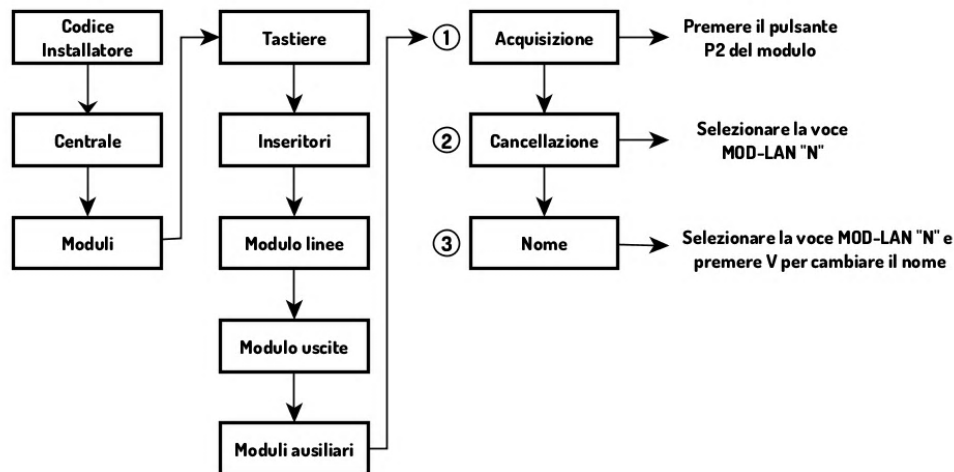 Codice
Installatore
Centrale
Moduli
Tastiere
Inseritori
Modulo linee
Modulo uscite
Moduli ausiliari
1 Acquisizione
Premere il pulsante
P2 del modulo
2 Cancellazione
Selezionare la voce
MOD-LAN "N"
3 Nome
Selezionare la voce MOD-LAN "N" e
premere V per cambiare il nome